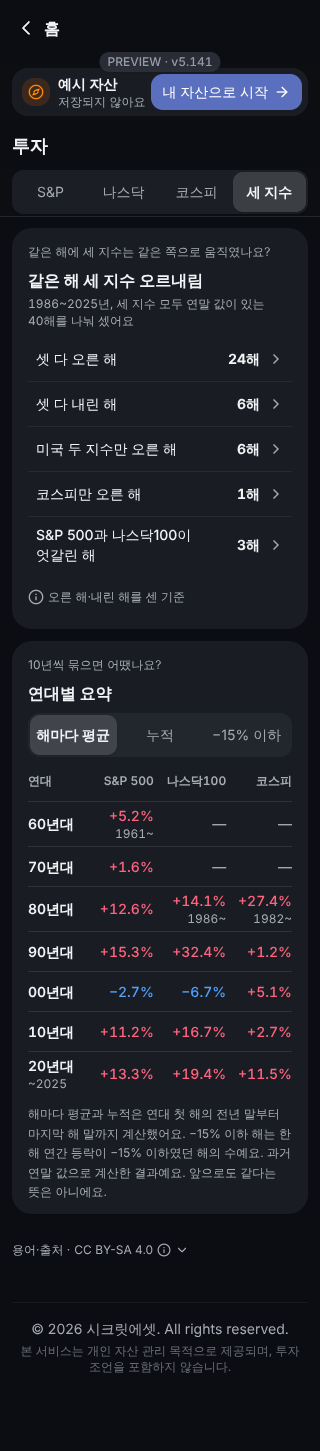 홈
PREVIEW · v5.141
예시 자산
저장되지 않아요
내 자산으로 시작 →
투자
S&P 나스닥 코스피 세 지수
같은 해에 세 지수는 같은 쪽으로 움직였나요?
같은 해 세 지수 오르내림
1986~2025년, 세 지수 모두 연말 값이 있는
40해를 나눠 셌어요
셋 다 오른 해 24해
셋 다 내린 해 6해
미국 두 지수만 오른 해 6해
코스피만 오른 해 1해
S&P 500과 나스닥100이
엇갈린 해 3해
오른 해·내린 해를 센 기준
10년씩 묶으면 어땠나요?
연대별 요약
해마다 평균 누적 −15% 이하
연대 S&P 500 나스닥100 코스피
60년대 +5.2% — —
1961~
70년대 +1.6% — —
80년대 +12.6% +14.1% +27.4%
1986~ 1982~
90년대 +15.3% +32.4% +1.2%
00년대 −2.7% −6.7% +5.1%
10년대 +11.2% +16.7% +2.7%
20년대 +13.3% +19.4% +11.5%
~2025
해마다 평균과 누적은 연대 첫 해의 전년 말부터
마지막 해 말까지 계산했어요. −15% 이하 해는 한
해 연간 등락이 −15% 이하였던 해의 수예요. 과거
연말 값으로 계산한 결과예요. 앞으로도 같다는
뜻은 아니에요.
용어·출처 · CC BY-SA 4.0
© 2026 시크릿에셋. All rights reserved.
본 서비스는 개인 자산 관리 목적으로 제공되며, 투자
조언을 포함하지 않습니다.